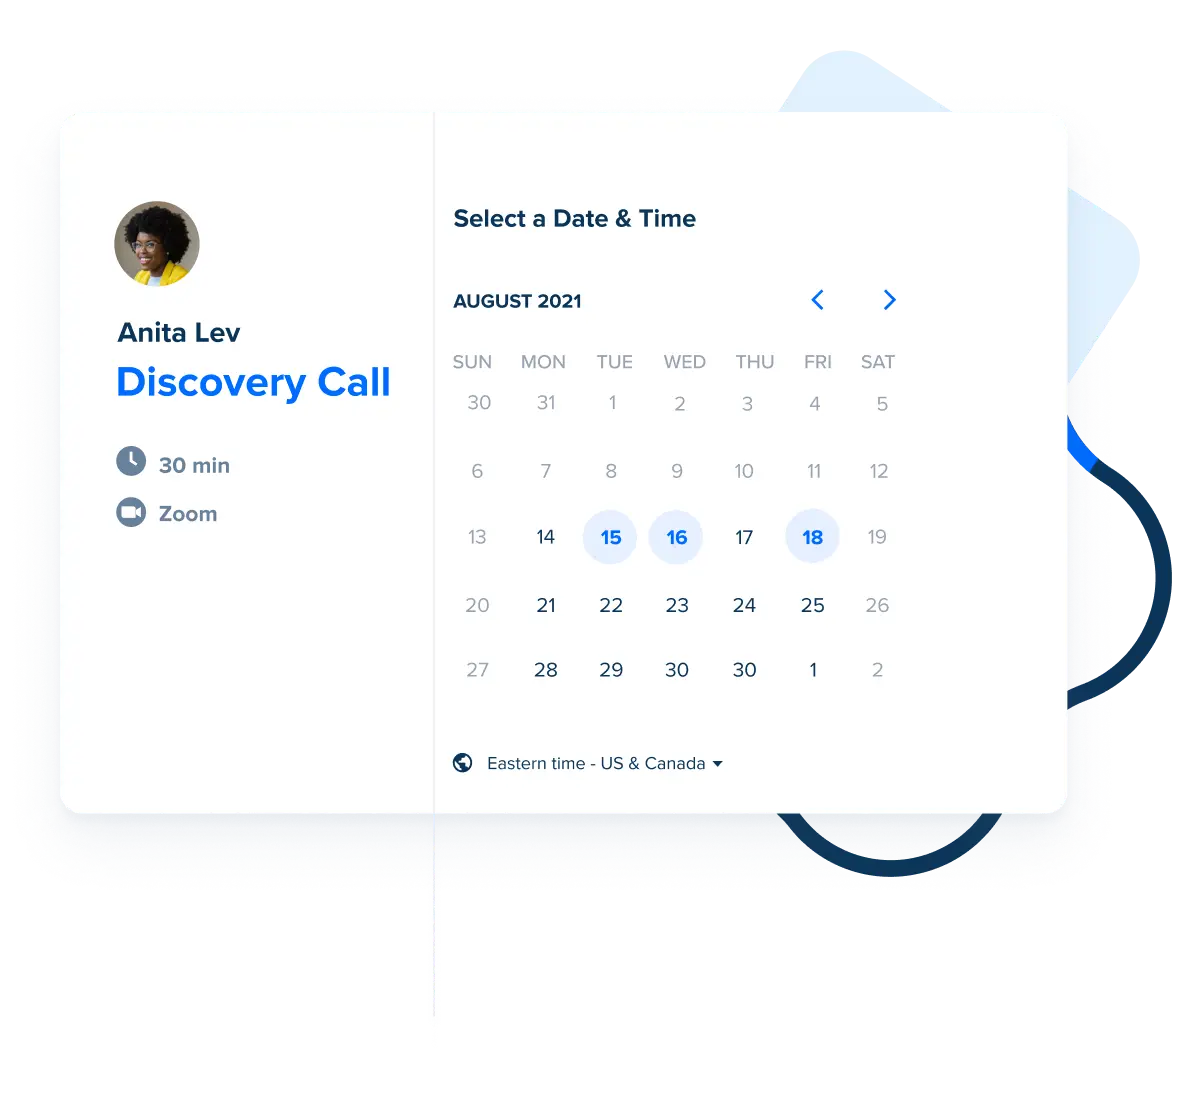 Anita Lev
Discovery Call
30 min
Zoom
Select a Date & Time
AUGUST 2021
SUN MON TUE WED THU FRI SAT
30 31 1 2 3 4 5
6 7 8 9 10 11 12
13 14 15 16 17 18 19
20 21 22 23 24 25 26
27 28 29 30 30 1 2
Eastern time - US & Canada